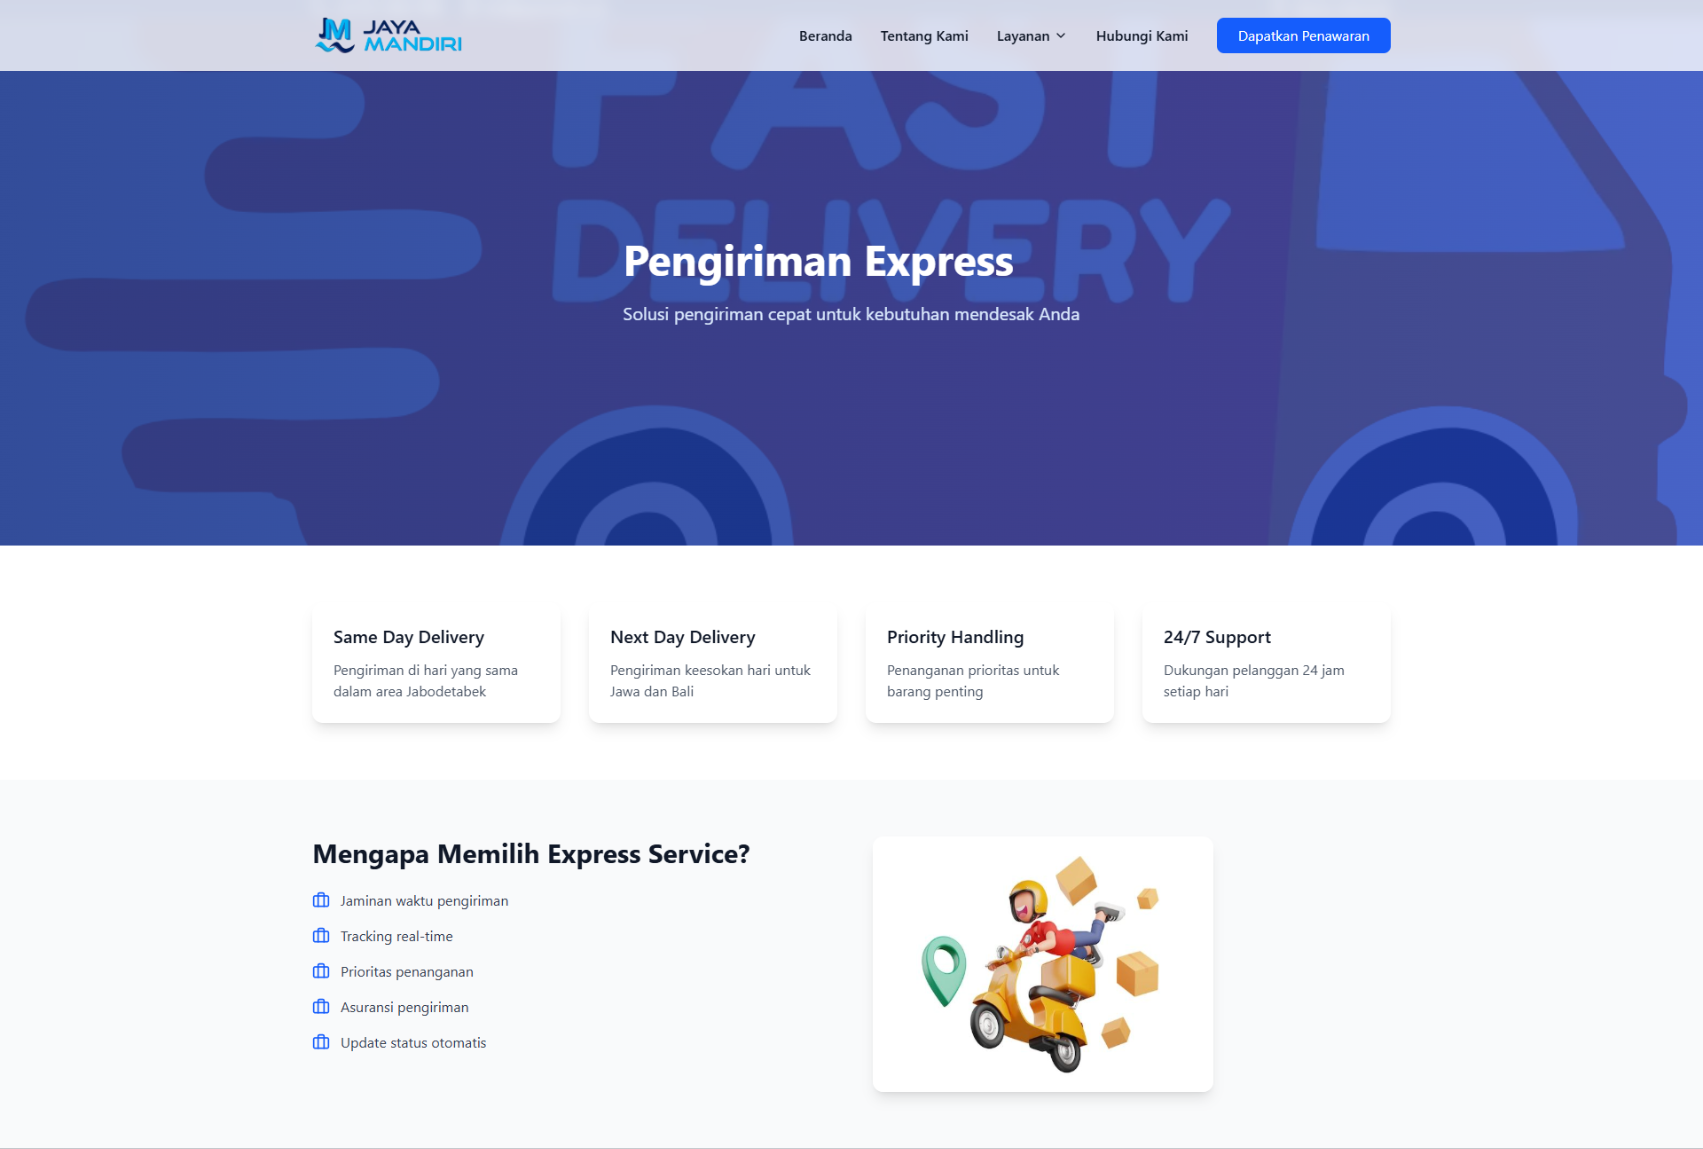 JAYA
MANDIRI
Beranda
Tentang Kami
Layanan
Hubungi Kami
Dapatkan Penawaran
FAST
DELIVERY
Pengiriman Express
Solusi pengiriman cepat untuk kebutuhan mendesak Anda
Same Day Delivery
Pengiriman di hari yang sama
dalam area Jabodetabek
Next Day Delivery
Pengiriman keesokan hari untuk
Jawa dan Bali
Priority Handling
Penanganan prioritas untuk
barang penting
24/7 Support
Dukungan pelanggan 24 jam
setiap hari
Mengapa Memilih Express Service?
Jaminan waktu pengiriman
Tracking real-time
Prioritas penanganan
Asuransi pengiriman
Update status otomatis